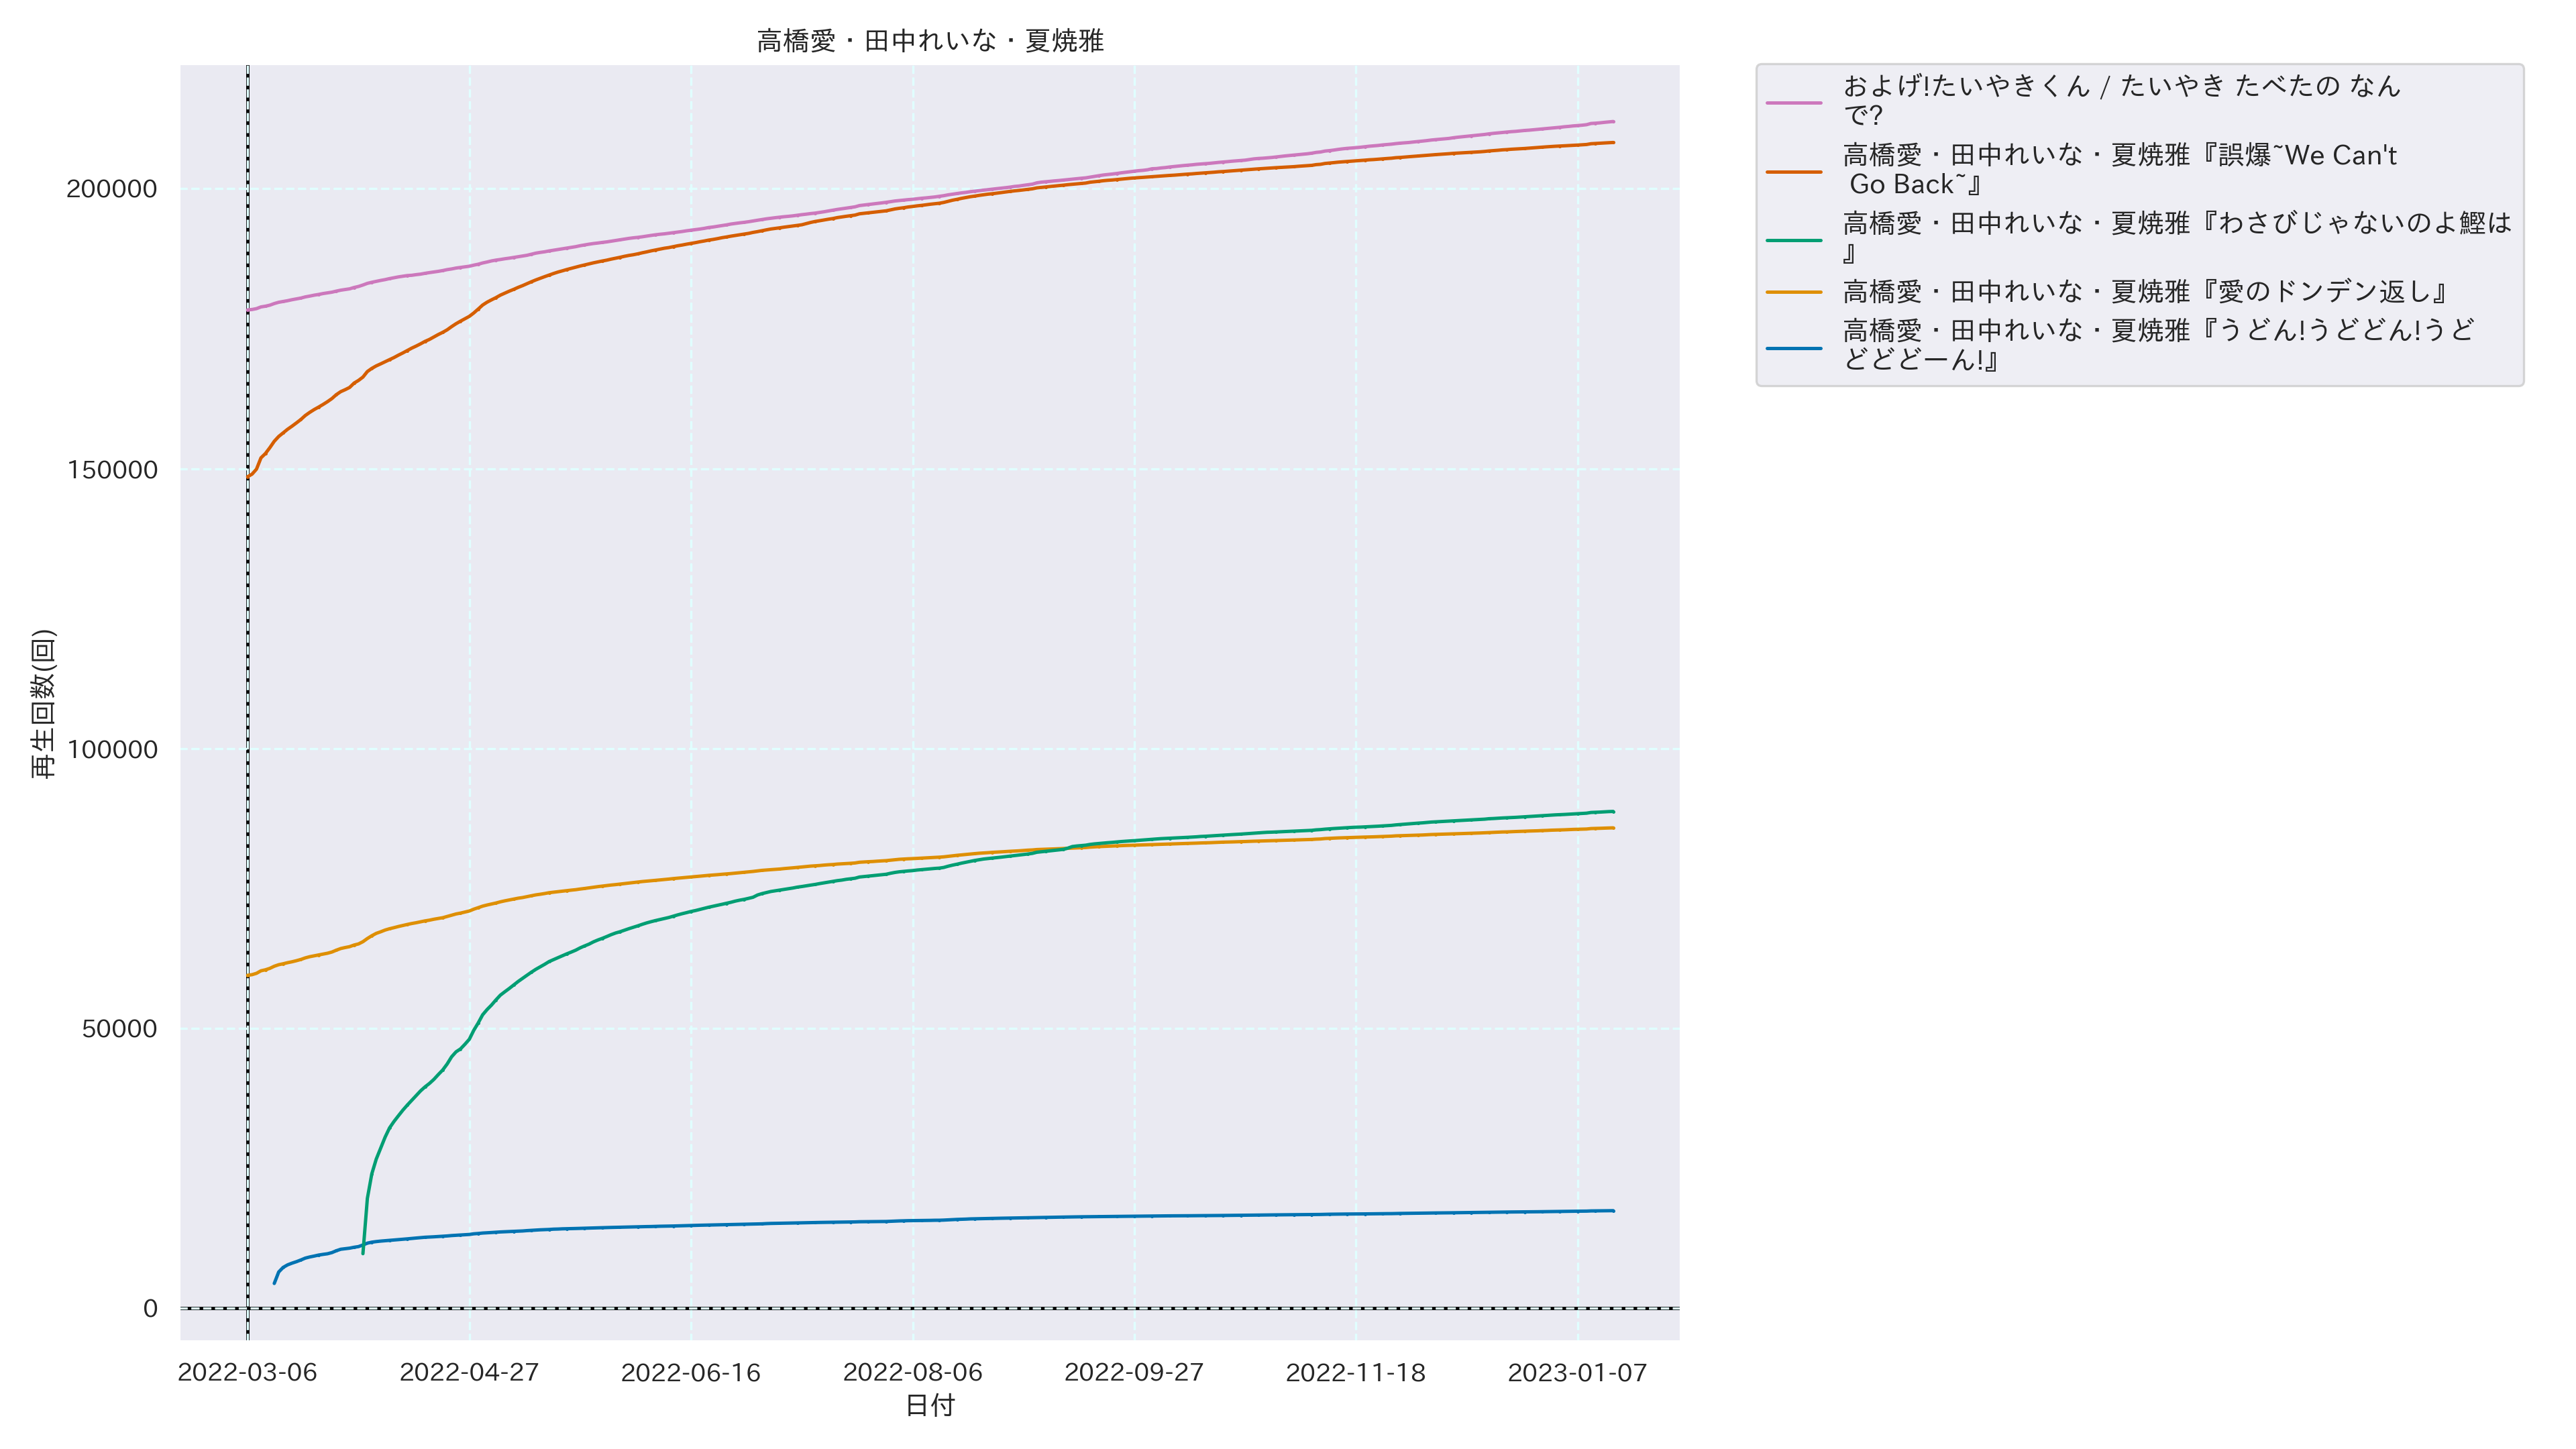 高橋愛・田中れいな・夏焼雅
およげ!たいやきくん / たいやき たべたの なん
で?
高橋愛・田中れいな・夏焼雅『誤爆~We Can't
Go Back~』
高橋愛・田中れいな・夏焼雅『わさびじゃないのよ鰹は
』
高橋愛・田中れいな・夏焼雅『愛のドンデン返し』
高橋愛・田中れいな・夏焼雅『うどん!うどどん!うど
どどどーん!』
再生回数(回)
200000
150000
100000
50000
0
2022-03-06
2022-04-27
2022-06-16
2022-08-06
2022-09-27
2022-11-18
2023-01-07
日付